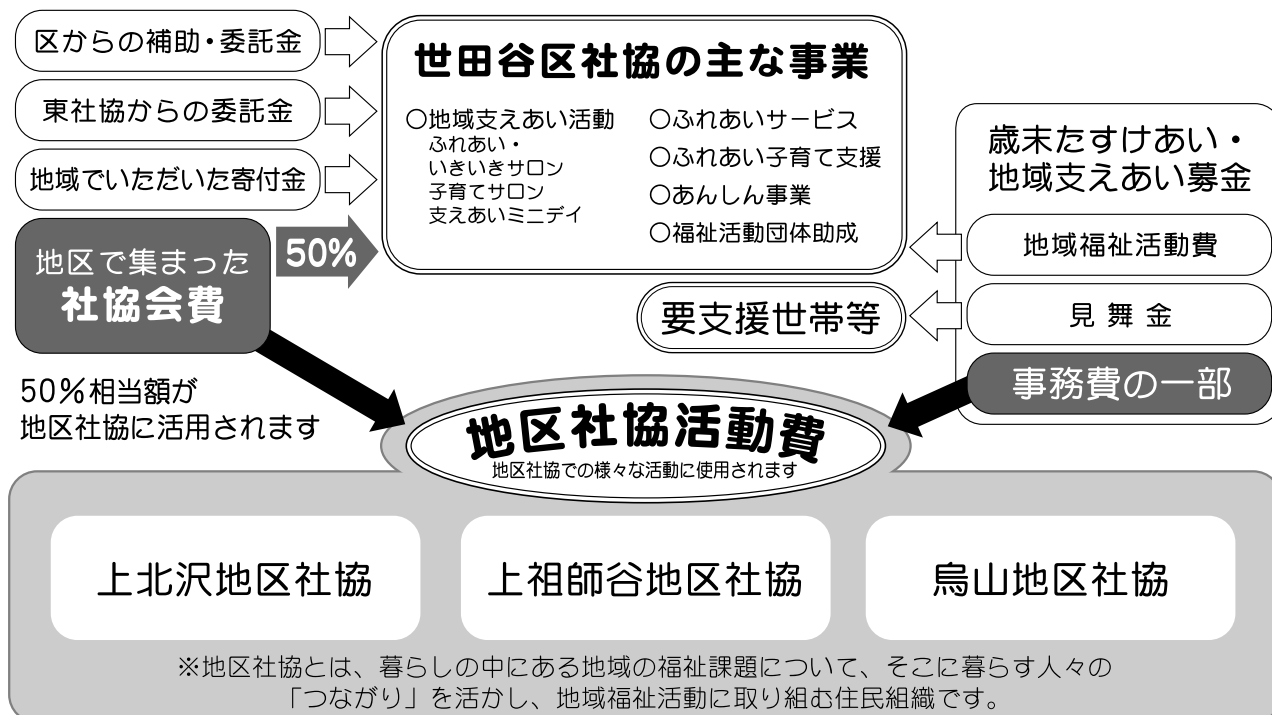 区からの補助・委託金
東社協からの委託金
地域でいただいた寄付金
地区で集まった
社協会費
50%
50％相当額が
地区社協に活用されます
世田谷区社協の主な事業
○地域支えあい活動
ふれあい・
いきいきサロン
子育てサロン
支えあいミニデイ
○ふれあいサービス
○ふれあい子育て支援
○あんしん事業
○福祉活動団体助成
要支援世帯等
歳末たすけあい・
地域支えあい募金
地域福祉活動費
見舞金
事務費の一部
地区社協活動費
地区社協での様々な活動に使用されます
上北沢地区社協
上祖師谷地区社協
烏山地区社協
※地区社協とは、暮らしの中にある地域の福祉課題について、そこに暮らす人々の
「つながり」を活かし、地域福祉活動に取り組む住民組織です。